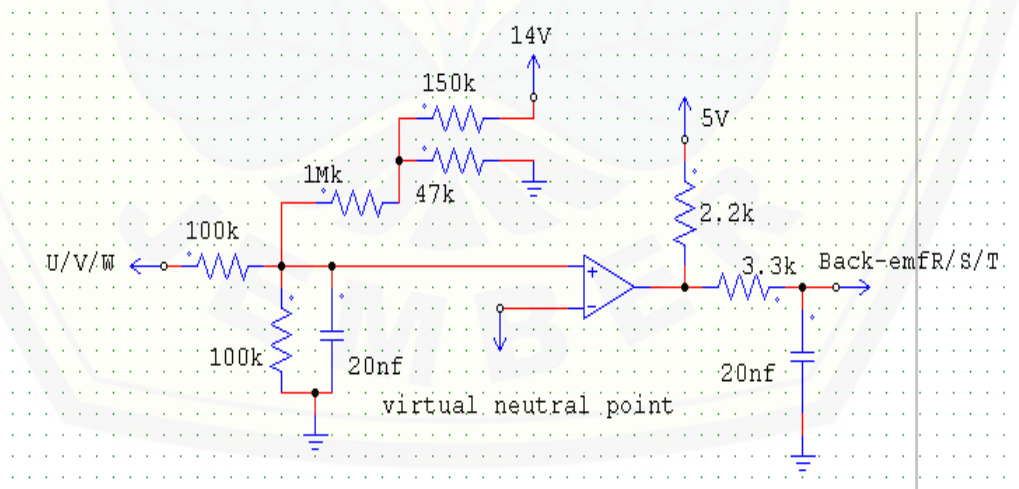 14V
150k
5V
1Mk
47k
2.2k
100k
U/V/W
3.3k
Back-emfR/S/T
+
-
100k
20nf
20nf
virtual neutral point